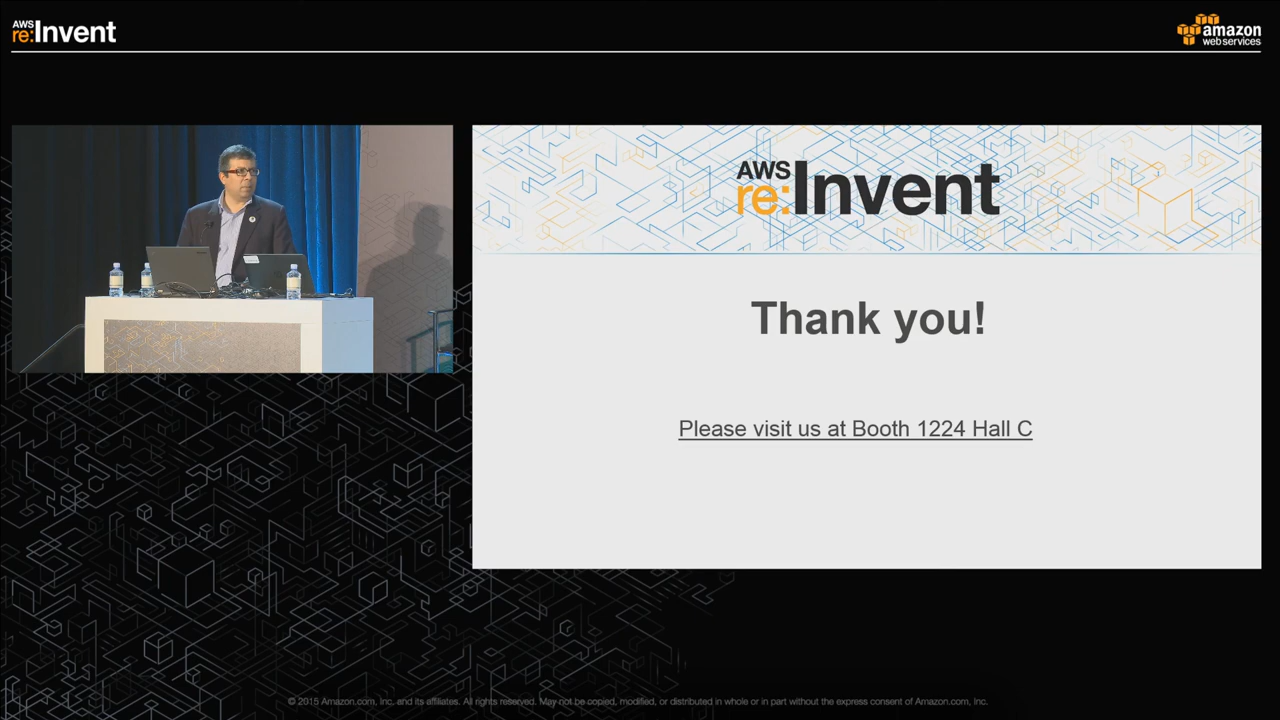 AWS
re:Invent
amazon
web services
AWS
re:Invent
Thank you!
Please visit us at Booth 1224 Hall C
© 2015 Amazon.com, Inc. and its affiliates. All rights reserved. May not be copied, modified, or distributed in whole or in part without the express consent of Amazon.com, Inc.